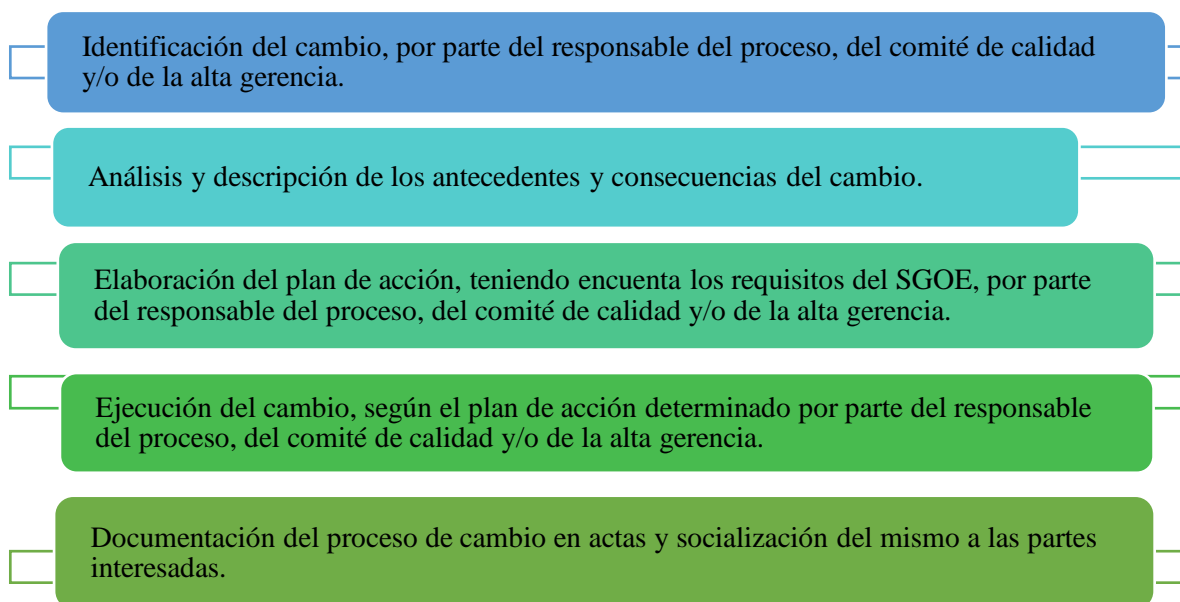 Identificación del cambio, por parte del responsable del proceso, del comité de calidad
y/o de la alta gerencia.
Análisis y descripción de los antecedentes y consecuencias del cambio.
Elaboración del plan de acción, teniendo encuenta los requisitos del SGOE, por parte
del responsable del proceso, del comité de calidad y/o de la alta gerencia.
Ejecución del cambio, según el plan de acción determinado por parte del responsable
del proceso, del comité de calidad y/o de la alta gerencia.
Documentación del proceso de cambio en actas y socialización del mismo a las partes
interesadas.